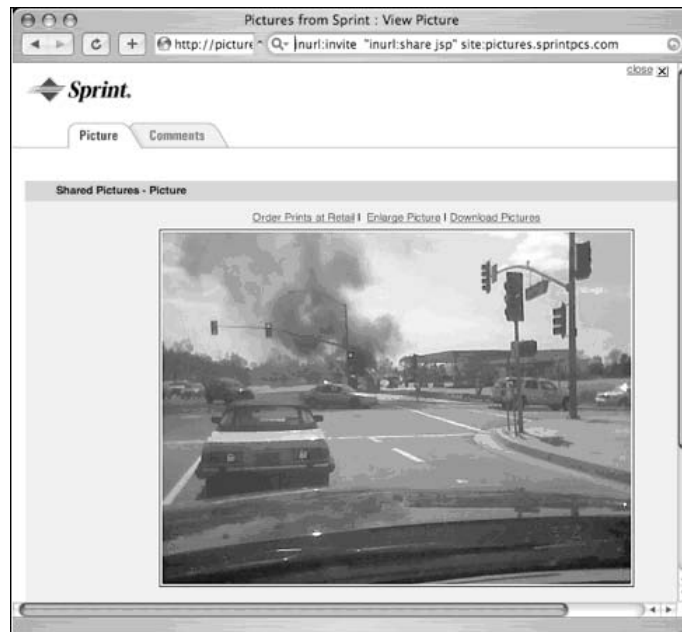 Pictures from Sprint : View Picture
http://picture inurl:invite "inurl:share jsp" site:pictures.sprintpcs.com
close
Sprint.
Picture Comments
Shared Pictures - Picture
Order Prints at Retail | Enlarge Picture | Download Pictures